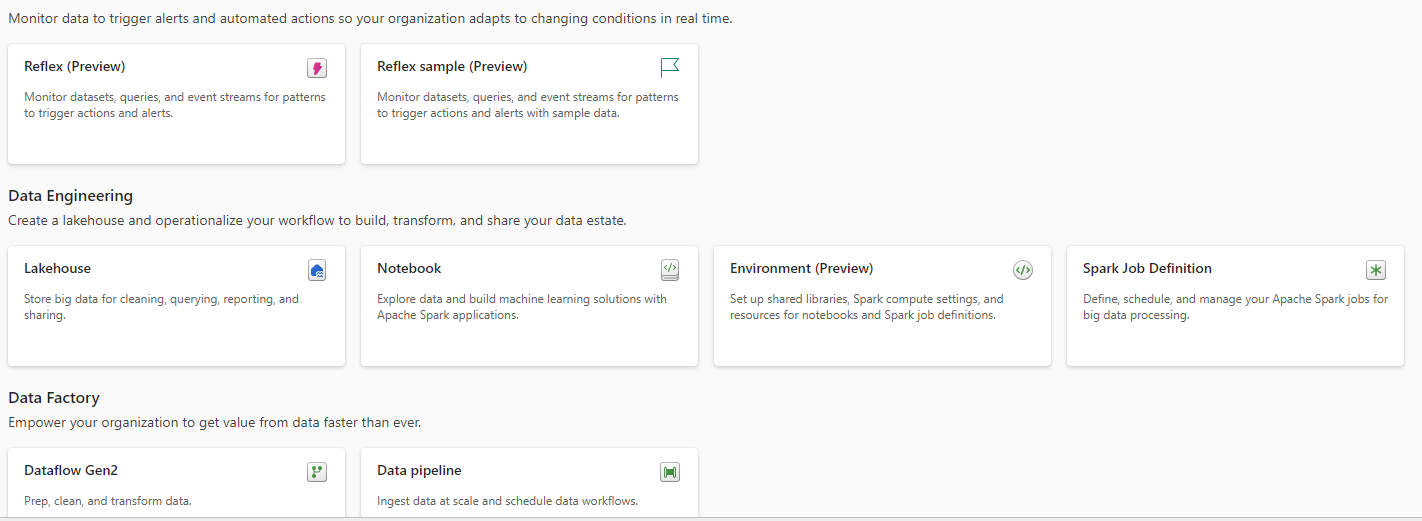 Monitor data to trigger alerts and automated actions so your organization adapts to changing conditions in real time.
Reflex (Preview)
Monitor datasets, queries, and event streams for patterns
to trigger actions and alerts.
Reflex sample (Preview)
Monitor datasets, queries, and event streams for patterns
to trigger actions and alerts with sample data.
Data Engineering
Create a lakehouse and operationalize your workflow to build, transform, and share your data estate.
Lakehouse
Store big data for cleaning, querying, reporting, and
sharing.
Notebook
Explore data and build machine learning solutions with
Apache Spark applications.
Environment (Preview)
Set up shared libraries, Spark compute settings, and
resources for notebooks and Spark job definitions.
Spark Job Definition
Define, schedule, and manage your Apache Spark jobs for
big data processing.
Data Factory
Empower your organization to get value from data faster than ever.
Dataflow Gen2
Prep, clean, and transform data.
Data pipeline
Ingest data at scale and schedule data workflows.